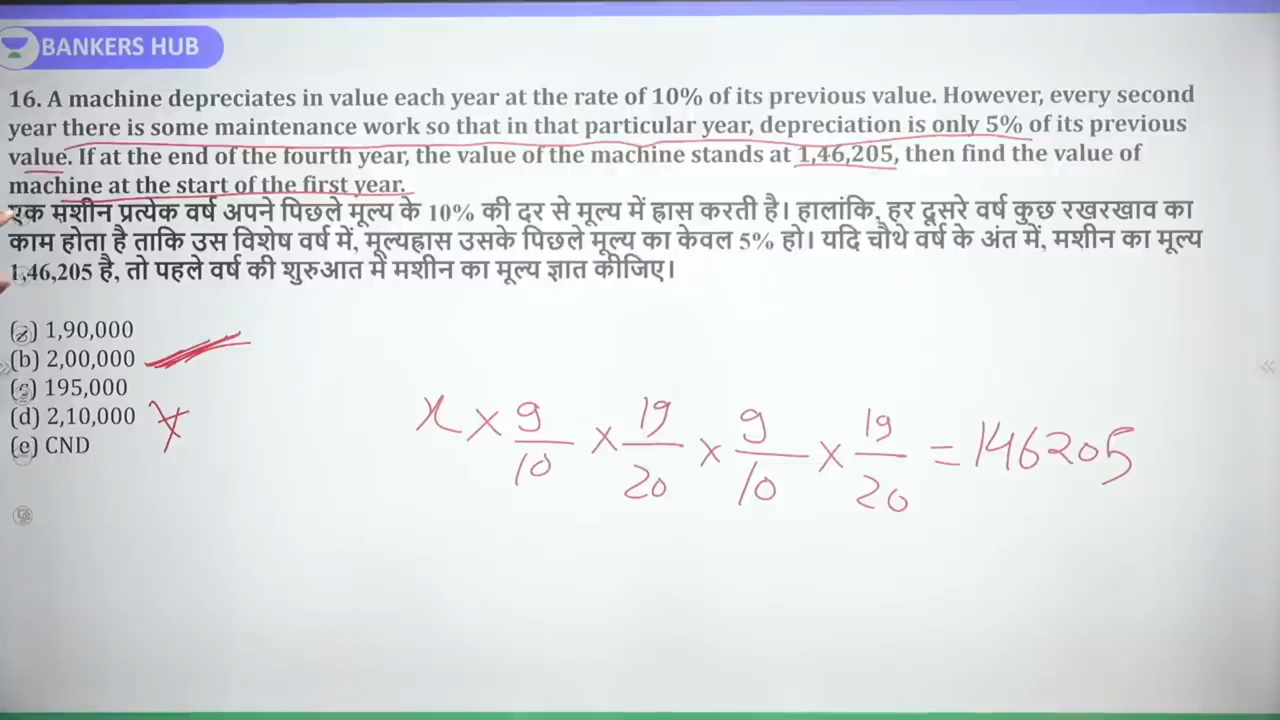 BANKERS HUB
16. A machine depreciates in value each year at the rate of 10% of its previous value. However, every second
year there is some maintenance work so that in that particular year, depreciation is only 5% of its previous
value. If at the end of the fourth year, the value of the machine stands at 1,46,205, then find the value of
machine at the start of the first year.
एक मशीन प्रत्येक वर्ष अपने पिछले मूल्य के 10% की दर से मूल्य में ह्रास करती है। हालांकि, हर दूसरे वर्ष कुछ रखरखाव का
काम होता है ताकि उस विशेष वर्ष में, मूल्यह्रास उसके पिछले मूल्य का केवल 5% हो। यदि चौथे वर्ष के अंत में, मशीन का मूल्य
1,46,205 है, तो पहले वर्ष की शुरुआत में मशीन का मूल्य ज्ञात कीजिए।
(a) 1,90,000
(b) 2,00,000
(c) 195,000
(d) 2,10,000
(e) CND
x × 9/10 × 19/20 × 9/10 × 19/20 = 146205